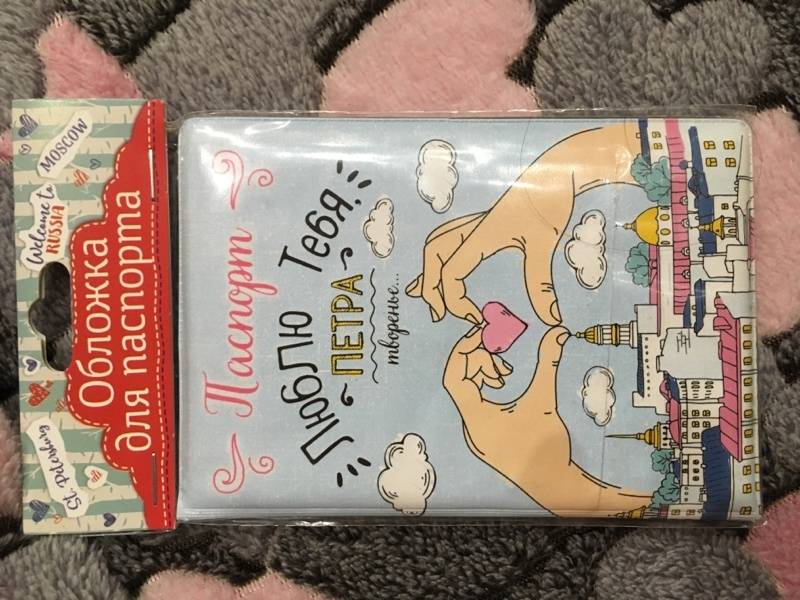 St. Petersburg
Welcome to
RUSSIA
MOSCOW
Обложка
для паспорта
Паспорт
Люблю Тебя,
ПЕТРА
творенье...